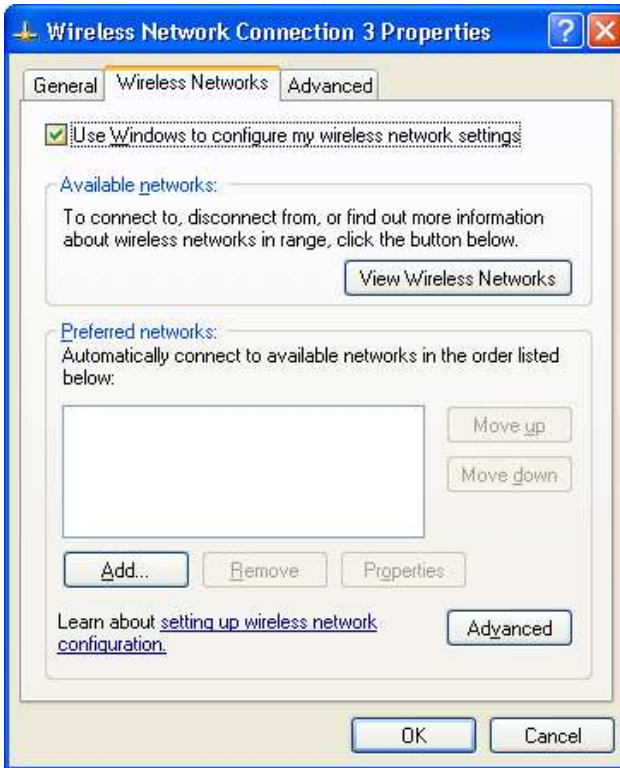 Wireless Network Connection 3 Properties
General Wireless Networks Advanced
Use Windows to configure my wireless network settings
Available networks:
To connect to, disconnect from, or find out more information
about wireless networks in range, click the button below.
View Wireless Networks
Preferred networks:
Automatically connect to available networks in the order listed
below:
Move up
Move down
Add... Remove Properties
Learn about setting up wireless network
configuration.
Advanced
OK Cancel